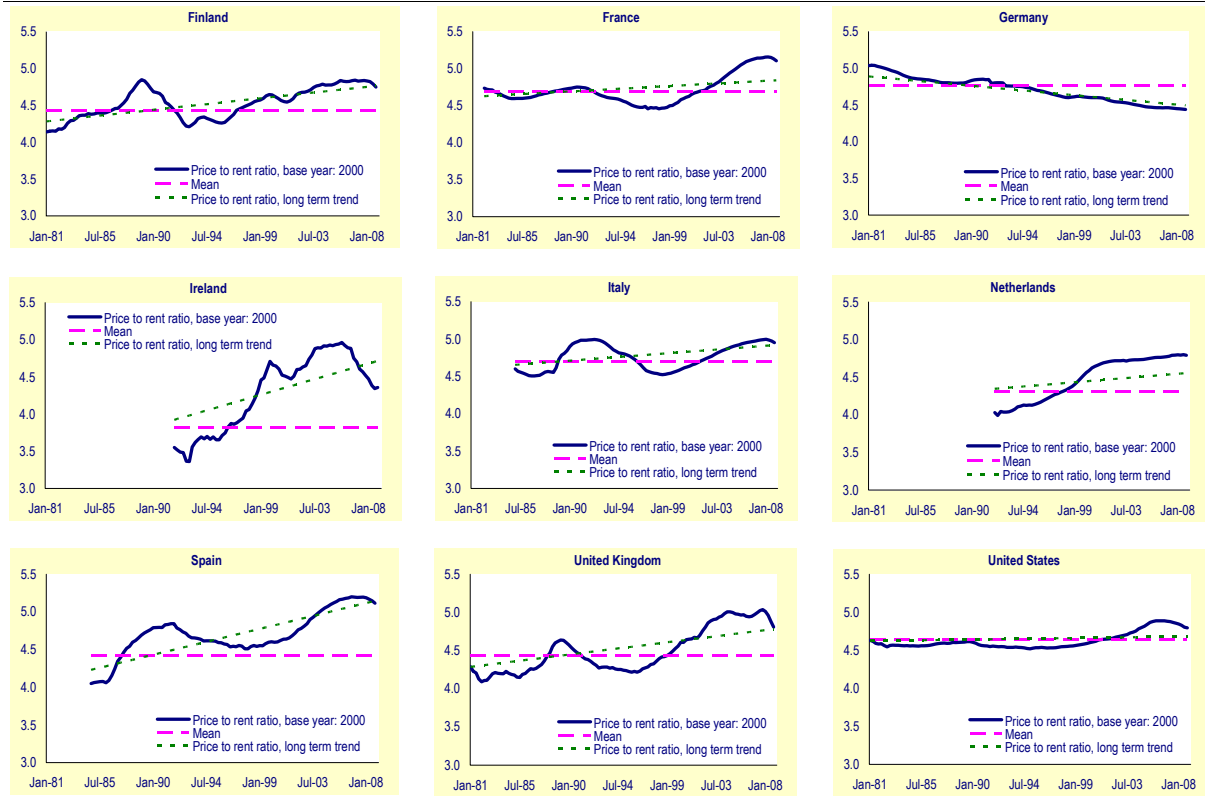 Finland
5.5
5.0
4.5
4.0
3.5
3.0
Price to rent ratio, base year: 2000
Mean
Price to rent ratio, long term trend
Jan-81 Jul-85 Jan-90 Jul-94 Jan-99 Jul-03 Jan-08
France
5.5
5.0
4.5
4.0
3.5
3.0
Price to rent ratio, base year: 2000
Mean
Price to rent ratio, long term trend
Jan-81 Jul-85 Jan-90 Jul-94 Jan-99 Jul-03 Jan-08
Germany
5.5
5.0
4.5
4.0
3.5
3.0
Price to rent ratio, base year: 2000
Mean
Price to rent ratio, long term trend
Jan-81 Jul-85 Jan-90 Jul-94 Jan-99 Jul-03 Jan-08
Ireland
5.5
5.0
4.5
4.0
3.5
3.0
Price to rent ratio, base year: 2000
Mean
Price to rent ratio, long term trend
Jan-81 Jul-85 Jan-90 Jul-94 Jan-99 Jul-03 Jan-08
Italy
5.5
5.0
4.5
4.0
3.5
3.0
Price to rent ratio, base year: 2000
Mean
Price to rent ratio, long term trend
Jan-81 Jul-85 Jan-90 Jul-94 Jan-99 Jul-03 Jan-08
Netherlands
5.5
5.0
4.5
4.0
3.5
3.0
Price to rent ratio, base year: 2000
Mean
Price to rent ratio, long term trend
Jan-81 Jul-85 Jan-90 Jul-94 Jan-99 Jul-03 Jan-08
Spain
5.5
5.0
4.5
4.0
3.5
3.0
Price to rent ratio, base year: 2000
Mean
Price to rent ratio, long term trend
Jan-81 Jul-85 Jan-90 Jul-94 Jan-99 Jul-03 Jan-08
United Kingdom
5.5
5.0
4.5
4.0
3.5
3.0
Price to rent ratio, base year: 2000
Mean
Price to rent ratio, long term trend
Jan-81 Jul-85 Jan-90 Jul-94 Jan-99 Jul-03 Jan-08
United States
5.5
5.0
4.5
4.0
3.5
3.0
Price to rent ratio, base year: 2000
Mean
Price to rent ratio, long term trend
Jan-81 Jul-85 Jan-90 Jul-94 Jan-99 Jul-03 Jan-08